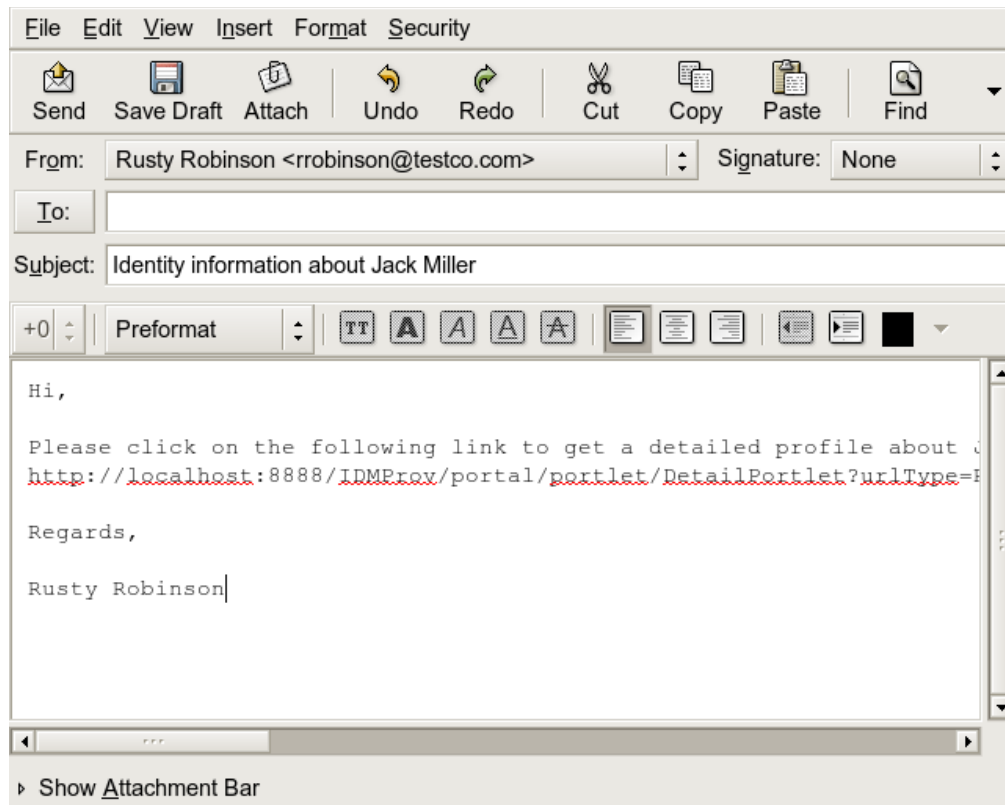 File Edit View Insert Format Security
Send Save Draft Attach Undo Redo Cut Copy Paste Find
From: Rusty Robinson <rrobinson@testco.com> Signature: None
To:
Subject: Identity information about Jack Miller
+0 Preformat TT A A A A
Hi,
Please click on the following link to get a detailed profile about
http://localhost:8888/IDMProv/portal/portlet/DetailPortlet?urlType=
Regards,
Rusty Robinson
Show Attachment Bar